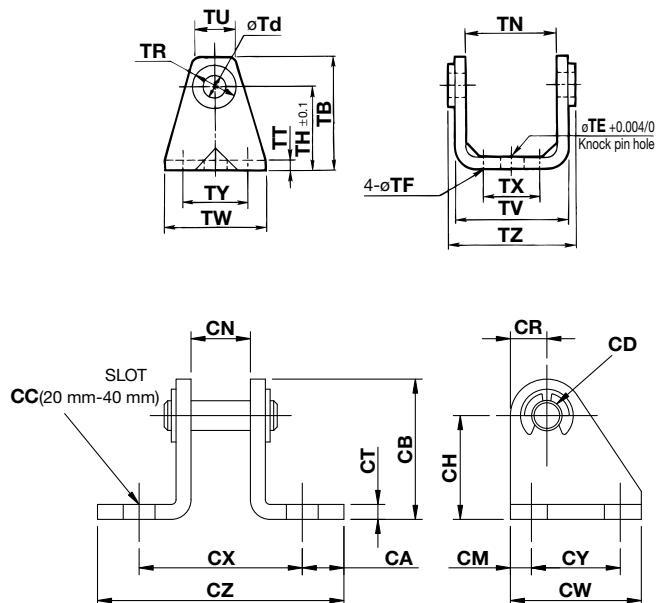 TU
øTd
TR
TT
TH ±0.1
TB
TY
TW
TN
øTE +0.004/0
Knock pin hole
4-øTF
TX
TV
TZ
CN
SLOT
CC(20 mm-40 mm)
CT
CB
CX
CA
CZ
CR
CD
CH
CM
CY
CW